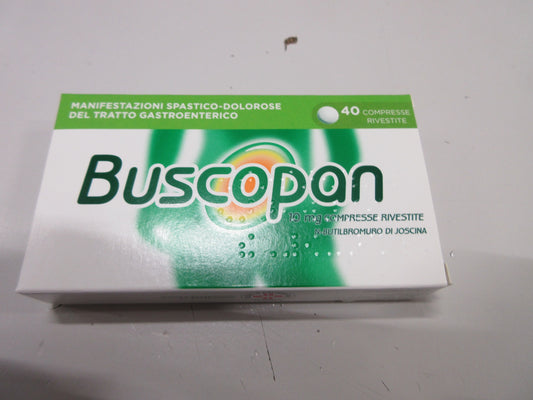 MANIFESTAZIONI SPASTICO-DOLOROSE
DEL TRATTO GASTROENTERICO
40 COMPRESSE
RIVESTITE
Buscopan
10 mg COMPRESSE RIVESTITE
N-BUTILBROMURO DI JOSCINA